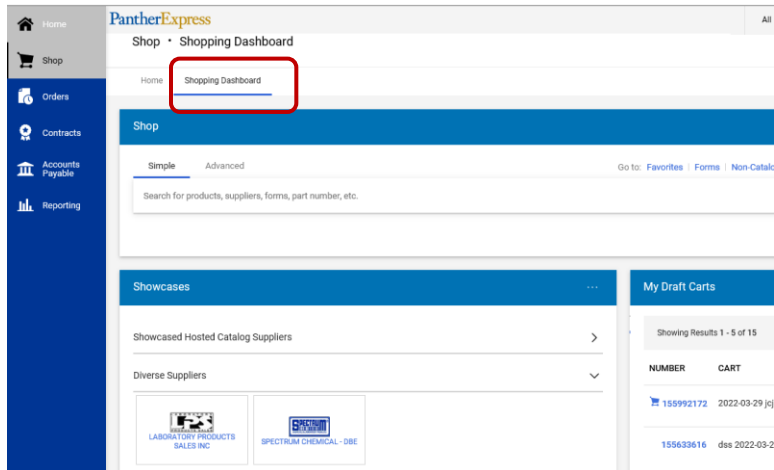 Home
Shop
Orders
Contracts
Accounts
Payable
Reporting
PantherExpress
All
Shop • Shopping Dashboard
Home Shopping Dashboard
Shop
Simple Advanced
Go to: Favorites | Forms | Non-Catalo
Search for products, suppliers, forms, part number, etc.
Showcases ...
Showcased Hosted Catalog Suppliers
Diverse Suppliers
LPS
LABORATORY PRODUCTS
SALES INC
SPECTRUM
SPECTRUM CHEMICAL - DBE
My Draft Carts
Showing Results 1 - 5 of 15
NUMBER CART
155992172 2022-03-29 jcj
155633616 dss 2022-03-2